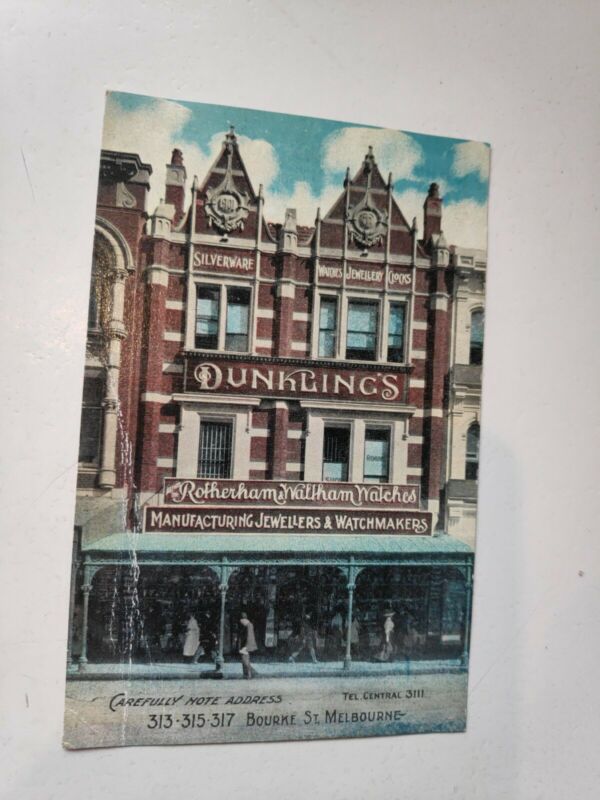 SILVERWARE
WATCHES JEWELLERY CLOCKS
DUNKLINGS
Rotherham & Waltham Watches
MANUFACTURING JEWELLERS & WATCHMAKERS
CAREFULLY NOTE ADDRESS
TEL. CENTRAL 3111
313·315·317 BOURKE ST. MELBOURNE